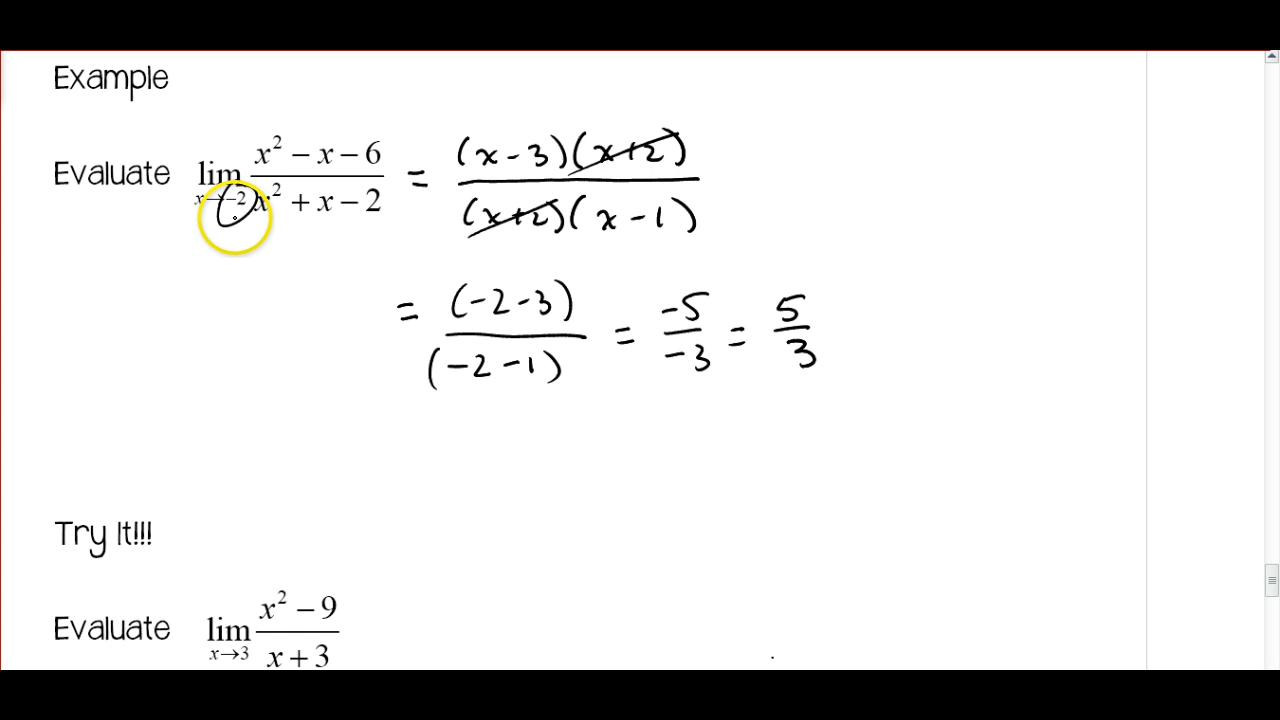 Example
Evaluate lim x→-2 (x² − x − 6)/(x² + x − 2) = (x-3)(x+2)/(x+2)(x-1)
= (-2-3)/(-2-1) = -5/-3 = 5/3
Try It!!!
Evaluate lim x→3 (x² − 9)/(x + 3)